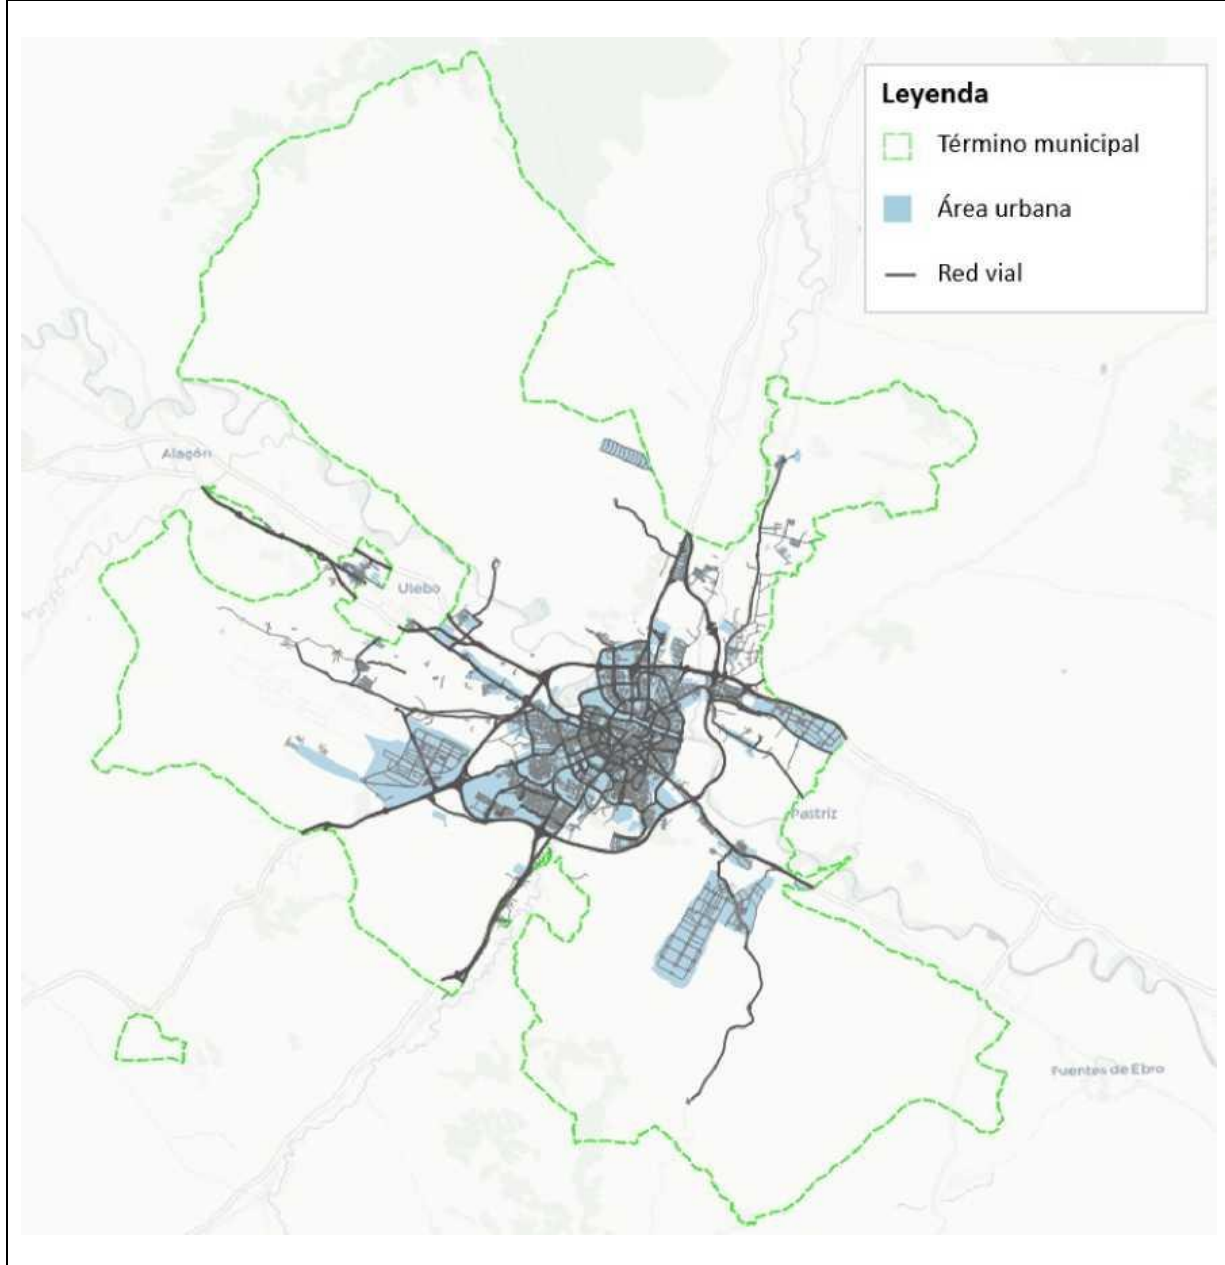 Leyenda
Término municipal
Área urbana
Red vial
Alagón
Utebo
Pastriz
Fuentes de Ebro